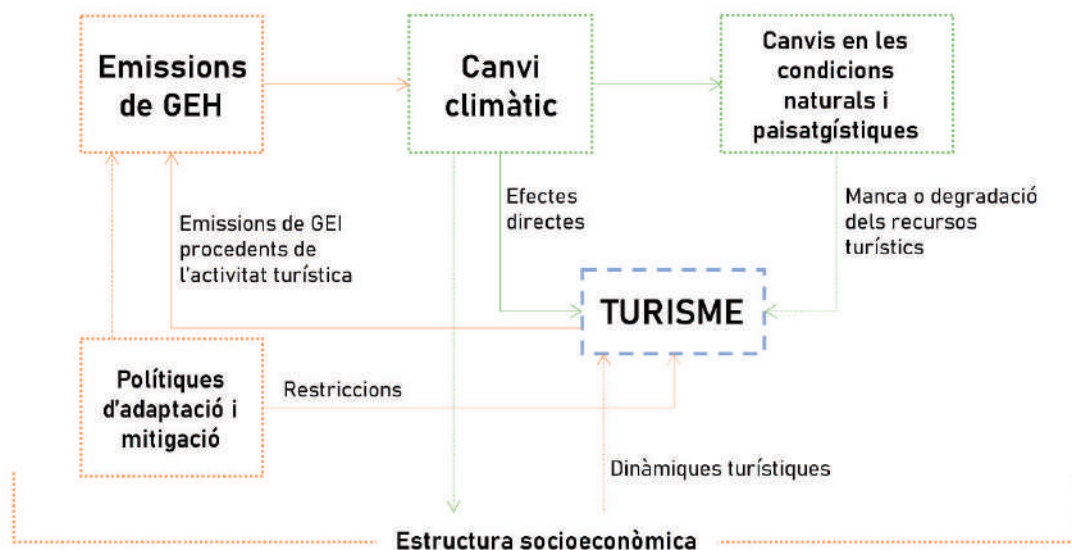 Emissions
de GEH
Canvi
climàtic
Canvis en les
condicions
naturals i
paisatgístiques
Emissions de GEI
procedents de
l'activitat turística
Efectes
directes
Manca o degradació
dels recursos
turístics
TURISME
Polítiques
d'adaptació i
mitigació
Restriccions
Dinàmiques turístiques
Estructura socioeconòmica